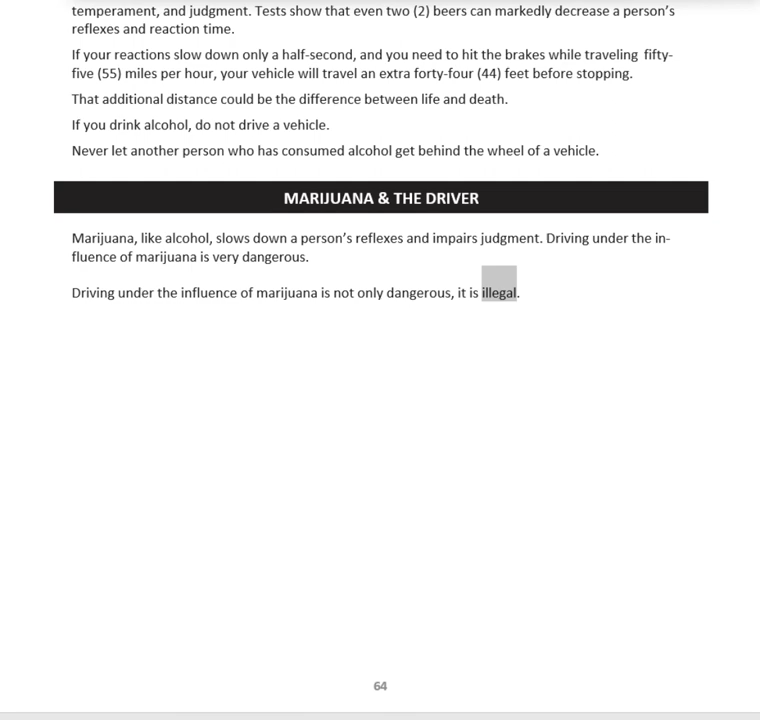 temperament, and judgment. Tests show that even two (2) beers can markedly decrease a person’s
reflexes and reaction time.
If your reactions slow down only a half-second, and you need to hit the brakes while traveling fifty-
five (55) miles per hour, your vehicle will travel an extra forty-four (44) feet before stopping.
That additional distance could be the difference between life and death.
If you drink alcohol, do not drive a vehicle.
Never let another person who has consumed alcohol get behind the wheel of a vehicle.
MARIJUANA & THE DRIVER
Marijuana, like alcohol, slows down a person’s reflexes and impairs judgment. Driving under the in-
fluence of marijuana is very dangerous.
Driving under the influence of marijuana is not only dangerous, it is illegal.
64